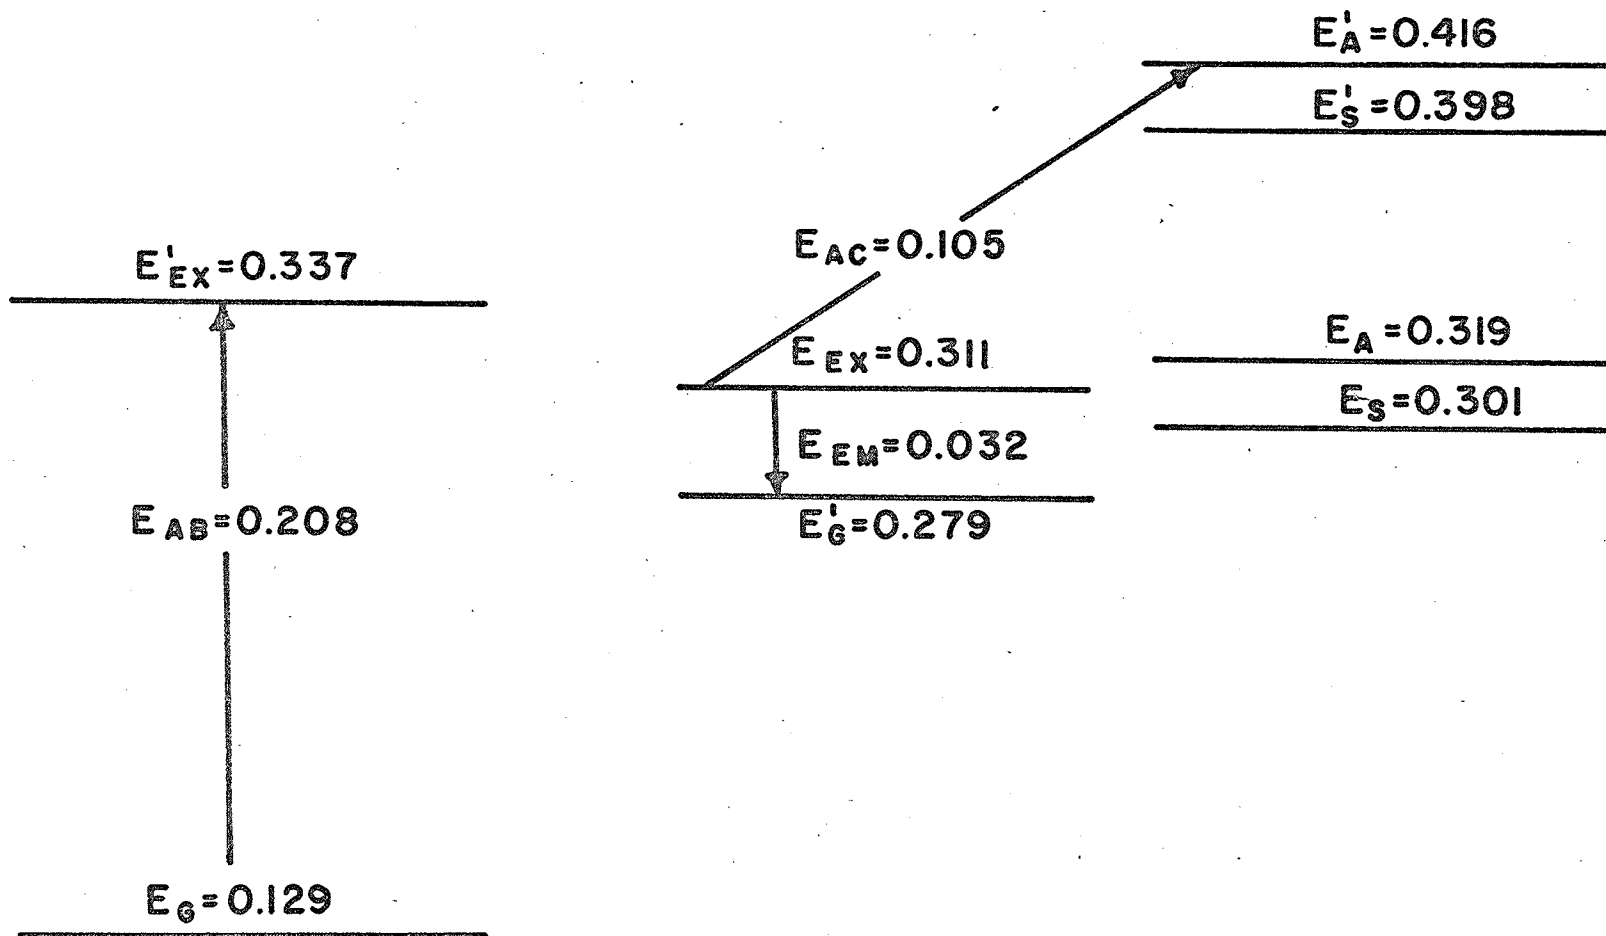 E'A=0.416
E'S=0.398
E'EX=0.337
EAC=0.105
EEX=0.311
EA=0.319
ES=0.301
EEM=0.032
EAB=0.208
E'G=0.279
EG=0.129